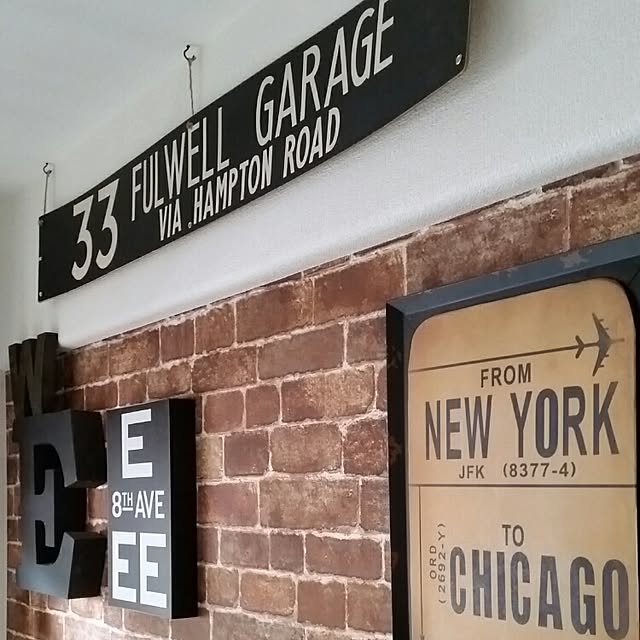 33 FULWELL GARAGE
VIA HAMPTON ROAD
W
E
E
8TH AVE
EE
FROM
NEW YORK
JFK (8377-4)
TO
CHICAGO
ORD
(2692-Y)